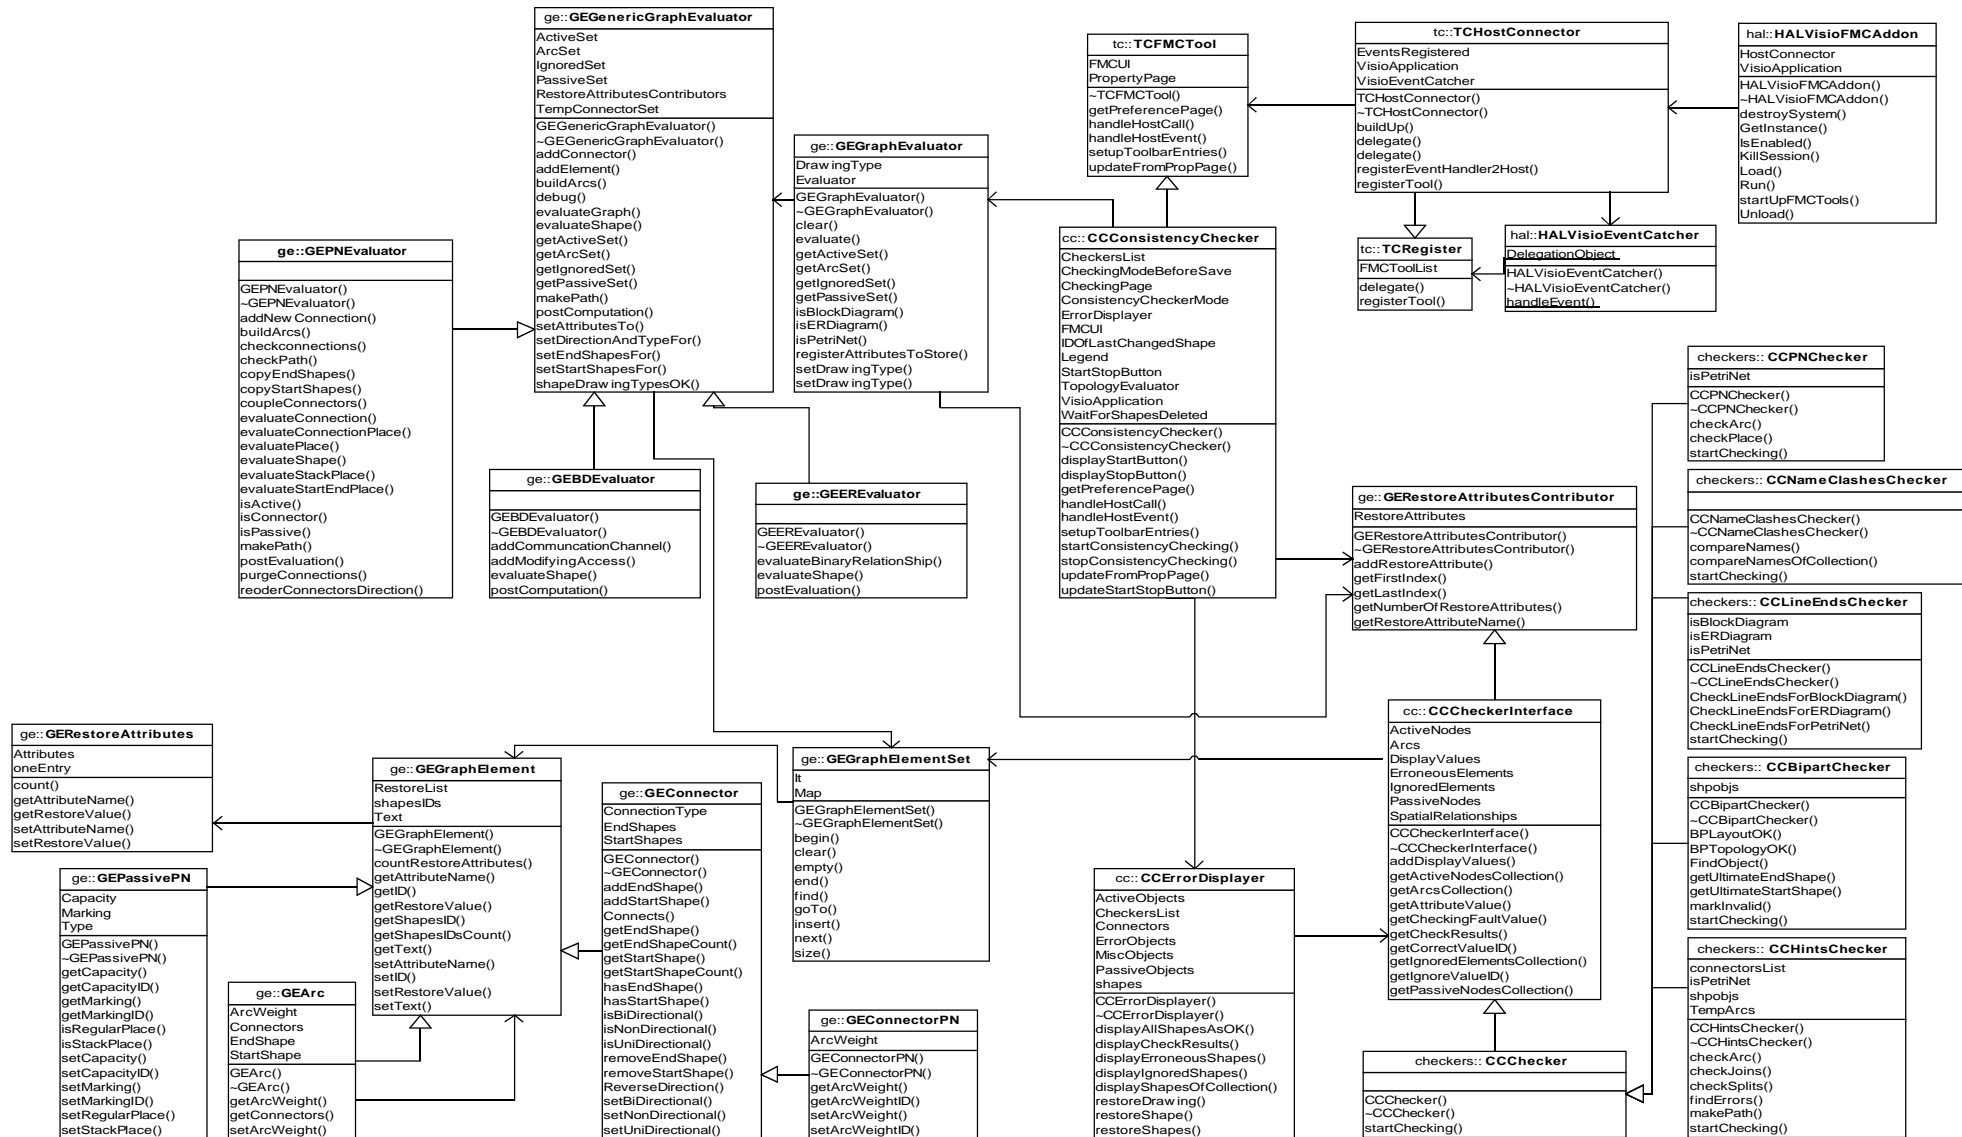 ge::GEGenericGraphEvaluator
ActiveSet
ArcSet
IgnoredSet
PassiveSet
RestoreAttributesContributors
TempConnectorSet
GEGenericGraphEvaluator()
~GEGenericGraphEvaluator()
addConnector()
addElement()
buildArcs()
debug()
evaluateGraph()
evaluateShape()
getActiveSet()
getArcSet()
getIgnoredSet()
getPassiveSet()
makePath()
postComputation()
setAttributesTo()
setDirectionAndTypeFor()
setEndShapesFor()
setStartShapesFor()
shapeDrawingTypesOK()
ge::GEGraphEvaluator
DrawingType
Evaluator
GEGraphEvaluator()
~GEGraphEvaluator()
clear()
evaluate()
getActiveSet()
getArcSet()
getIgnoredSet()
getPassiveSet()
isBlockDiagram()
isERDiagram()
isPetriNet()
registerAttributesToStore()
setDrawingType()
setDrawingType()
tc::TCFMCTool
FMCUI
PropertyPage
~TCFMCTool()
getPreferencePage()
handleHostCall()
handleHostEvent()
setupToolbarEntries()
updateFromPropPage()
tc::TCHostConnector
EventsRegistered
VisioApplication
VisioEventCatcher
TCHostConnector()
~TCHostConnector()
buildUp()
delegate()
delegate()
registerEventHandler2Host()
registerTool()
hal::HALVisioFMCAddon
HostConnector
VisioApplication
HALVisioFMCAddon()
~HALVisioFMCAddon()
destroySystem()
GetInstance()
IsEnabled()
KillSession()
Load()
Run()
startUpFMCTools()
Unload()
tc::TCRegister
FMCToolList
delegate()
registerTool()
hal::HALVisioEventCatcher
DelegationObject
HALVisioEventCatcher()
~HALVisioEventCatcher()
handleEvent()
ge::GEPNEvaluator
GEPNEvaluator()
~GEPNEvaluator()
addNewConnection()
buildArcs()
checkconnections()
checkPath()
copyEndShapes()
copyStartShapes()
coupleConnectors()
evaluateConnection()
evaluateConnectionPlace()
evaluatePlace()
evaluateShape()
evaluateStackPlace()
evaluateStartEndPlace()
isActive()
isConnector()
isPassive()
makePath()
postEvaluation()
purgeConnections()
reoderConnectorsDirection()
ge::GEBDEvaluator
GEBDEvaluator()
~GEBDEvaluator()
addCommuncationChannel()
addModifyingAccess()
evaluateShape()
postComputation()
ge::GEEREvaluator
GEEREvaluator()
~GEEREvaluator()
evaluateBinaryRelationShip()
evaluateShape()
postEvaluation()
cc::CCConsistencyChecker
CheckersList
CheckingModeBeforeSave
CheckingPage
ConsistencyCheckerMode
ErrorDisplayer
FMCUI
IDOfLastChangedShape
Legend
StartStopButton
TopologyEvaluator
VisioApplication
WaitForShapesDeleted
CCConsistencyChecker()
~CCConsistencyChecker()
displayStartButton()
displayStopButton()
getPreferencePage()
handleHostCall()
handleHostEvent()
setupToolbarEntries()
startConsistencyChecking()
stopConsistencyChecking()
updateFromPropPage()
updateStartStopButton()
ge::GERestoreAttributesContributor
RestoreAttributes
GERestoreAttributesContributor()
~GERestoreAttributesContributor()
addRestoreAttribute()
getFirstIndex()
getLastIndex()
getNumberOfRestoreAttributes()
getRestoreAttributeName()
checkers::CCPNChecker
isPetriNet
CCPNChecker()
~CCPNChecker()
checkArc()
checkPlace()
startChecking()
checkers::CCNameClashesChecker
CCNameClashesChecker()
~CCNameClashesChecker()
compareNames()
compareNamesOfCollection()
startChecking()
checkers::CCLineEndsChecker
isBlockDiagram
isERDiagram
isPetriNet
CCLineEndsChecker()
~CCLineEndsChecker()
CheckLineEndsForBlockDiagram()
CheckLineEndsForERDiagram()
CheckLineEndsForPetriNet()
startChecking()
checkers::CCBipartChecker
shpobjs
CCBipartChecker()
~CCBipartChecker()
BPLayoutOK()
BPTopologyOK()
FindObject()
getUltimateEndShape()
getUltimateStartShape()
markInvalid()
startChecking()
checkers::CCHintsChecker
connectorsList
isPetriNet
shpobjs
TempArcs
CCHintsChecker()
~CCHintsChecker()
checkArc()
checkJoins()
checkSplits()
findErrors()
makePath()
startChecking()
ge::GERestoreAttributes
Attributes
oneEntry
count()
getAttributeName()
getRestoreValue()
setAttributeName()
setRestoreValue()
ge::GEPassivePN
Capacity
Marking
Type
GEPassivePN()
~GEPassivePN()
getCapacity()
getCapacityID()
getMarking()
getMarkingID()
isRegularPlace()
isStackPlace()
setCapacity()
setCapacityID()
setMarking()
setMarkingID()
setRegularPlace()
setStackPlace()
ge::GEArc
ArcWeight
Connectors
EndShape
StartShape
GEArc()
~GEArc()
getArcWeight()
getConnectors()
setArcWeight()
ge::GEGraphElement
RestoreList
shapesIDs
Text
GEGraphElement()
~GEGraphElement()
countRestoreAttributes()
getAttributeName()
getID()
getRestoreValue()
getShapesID()
getShapesIDsCount()
getText()
setAttributeName()
setID()
setRestoreValue()
setText()
ge::GEConnector
ConnectionType
EndShapes
StartShapes
GEConnector()
~GEConnector()
addEndShape()
addStartShape()
Connects()
getEndShape()
getEndShapeCount()
getStartShape()
getStartShapeCount()
hasEndShape()
hasStartShape()
isBiDirectional()
isNonDirectional()
isUniDirectional()
removeEndShape()
removeStartShape()
ReverseDirection()
setBiDirectional()
setNonDirectional()
setUniDirectional()
ge::GEGraphElementSet
It
Map
GEGraphElementSet()
~GEGraphElementSet()
begin()
clear()
empty()
end()
find()
goTo()
insert()
next()
size()
ge::GEConnectorPN
ArcWeight
GEConnectorPN()
~GEConnectorPN()
getArcWeight()
getArcWeightID()
setArcWeight()
setArcWeightID()
cc::CCErrorDisplayer
ActiveObjects
CheckersList
Connectors
ErrorObjects
MiscObjects
PassiveObjects
shapes
CCErrorDisplayer()
~CCErrorDisplayer()
displayAllShapesAsOK()
displayCheckResults()
displayErroneousShapes()
displayIgnoredShapes()
displayShapesOfCollection()
restoreDrawing()
restoreShape()
restoreShapes()
cc::CCCheckerInterface
ActiveNodes
Arcs
DisplayValues
ErroneousElements
IgnoredElements
PassiveNodes
SpatialRelationships
CCCheckerInterface()
~CCCheckerInterface()
addDisplayValues()
getActiveNodesCollection()
getArcsCollection()
getAttributeValue()
getCheckingFaultValue()
getCheckResults()
getCorrectValueID()
getIgnoredElementsCollection()
getIgnoreValueID()
getPassiveNodesCollection()
checkers::CCChecker
CCChecker()
~CCChecker()
startChecking()